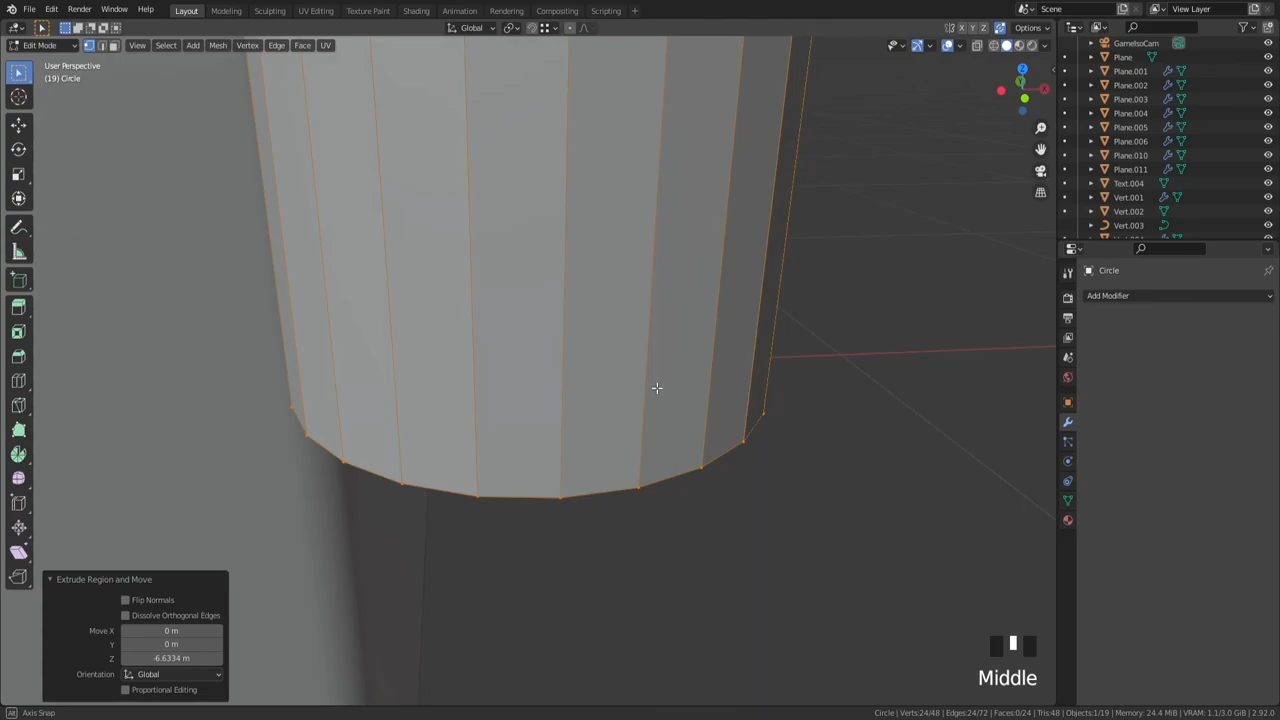 File Edit Render Window Help Layout Modeling Sculpting UV Editing Texture Paint Shading Animation Rendering Compositing Scripting + Scene View Layer
Global Options
Edit Mode View Select Add Mesh Vertex Edge Face UV
User Perspective
(19) Circle
GameIsoCam
Plane
Plane.001
Plane.002
Plane.003
Plane.004
Plane.005
Plane.006
Plane.010
Plane.011
Text.004
Vert.001
Vert.002
Vert.003
Circle
Add Modifier
Extrude Region and Move
Flip Normals
Dissolve Orthogonal Edges
Move X 0 m
Y 0 m
Z -6.6334 m
Orientation Global
Proportional Editing
Middle
Axis Snap
Circle | Verts:24/48 | Edges:24/72 | Faces:0/24 | Tris:48 | Objects:1/19 | Memory: 24.4 MiB | VRAM: 1.1/3.0 GiB | 2.92.0